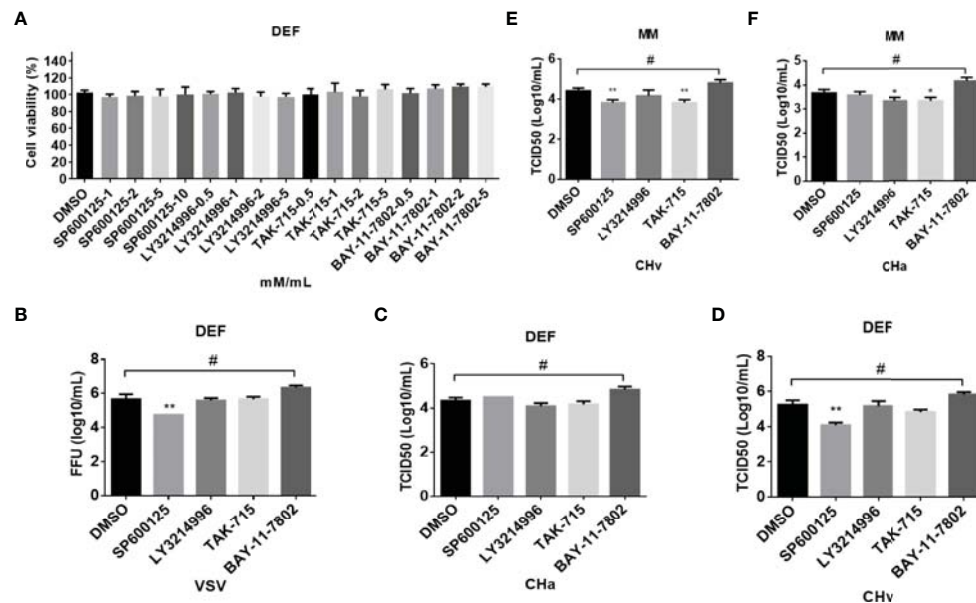 A
DEF
Cell viability (%)
140
120
100
80
60
40
20
0
DMSO
SP600125-1
SP600125-2
SP600125-5
SP600125-10
LY3214996-0.5
LY3214996-1
LY3214996-2
LY3214996-5
TAK-715-0.5
TAK-715-1
TAK-715-2
TAK-715-5
BAY-11-7802-0.5
BAY-11-7802-1
BAY-11-7802-2
BAY-11-7802-5
mM/mL
E
MM
#
TCID50 (Log10/mL)
6
4
2
0
**
**
DMSO
SP600125
LY3214996
TAK-715
BAY-11-7802
CHv
F
MM
#
TCID50 (Log10/mL)
5
4
3
2
1
0
*
*
DMSO
SP600125
LY3214996
TAK-715
BAY-11-7802
CHa
B
DEF
#
FFU (log10/mL)
8
6
4
2
0
**
DMSO
SP600125
LY3214996
TAK-715
BAY-11-7802
VSV
C
DEF
#
TCID50 (Log10/mL)
6
4
2
0
DMSO
SP600125
LY3214996
TAK-715
BAY-11-7802
CHa
D
DEF
#
TCID50 (Log10/mL)
8
6
4
2
0
**
DMSO
SP600125
LY3214996
TAK-715
BAY-11-7802
CHv